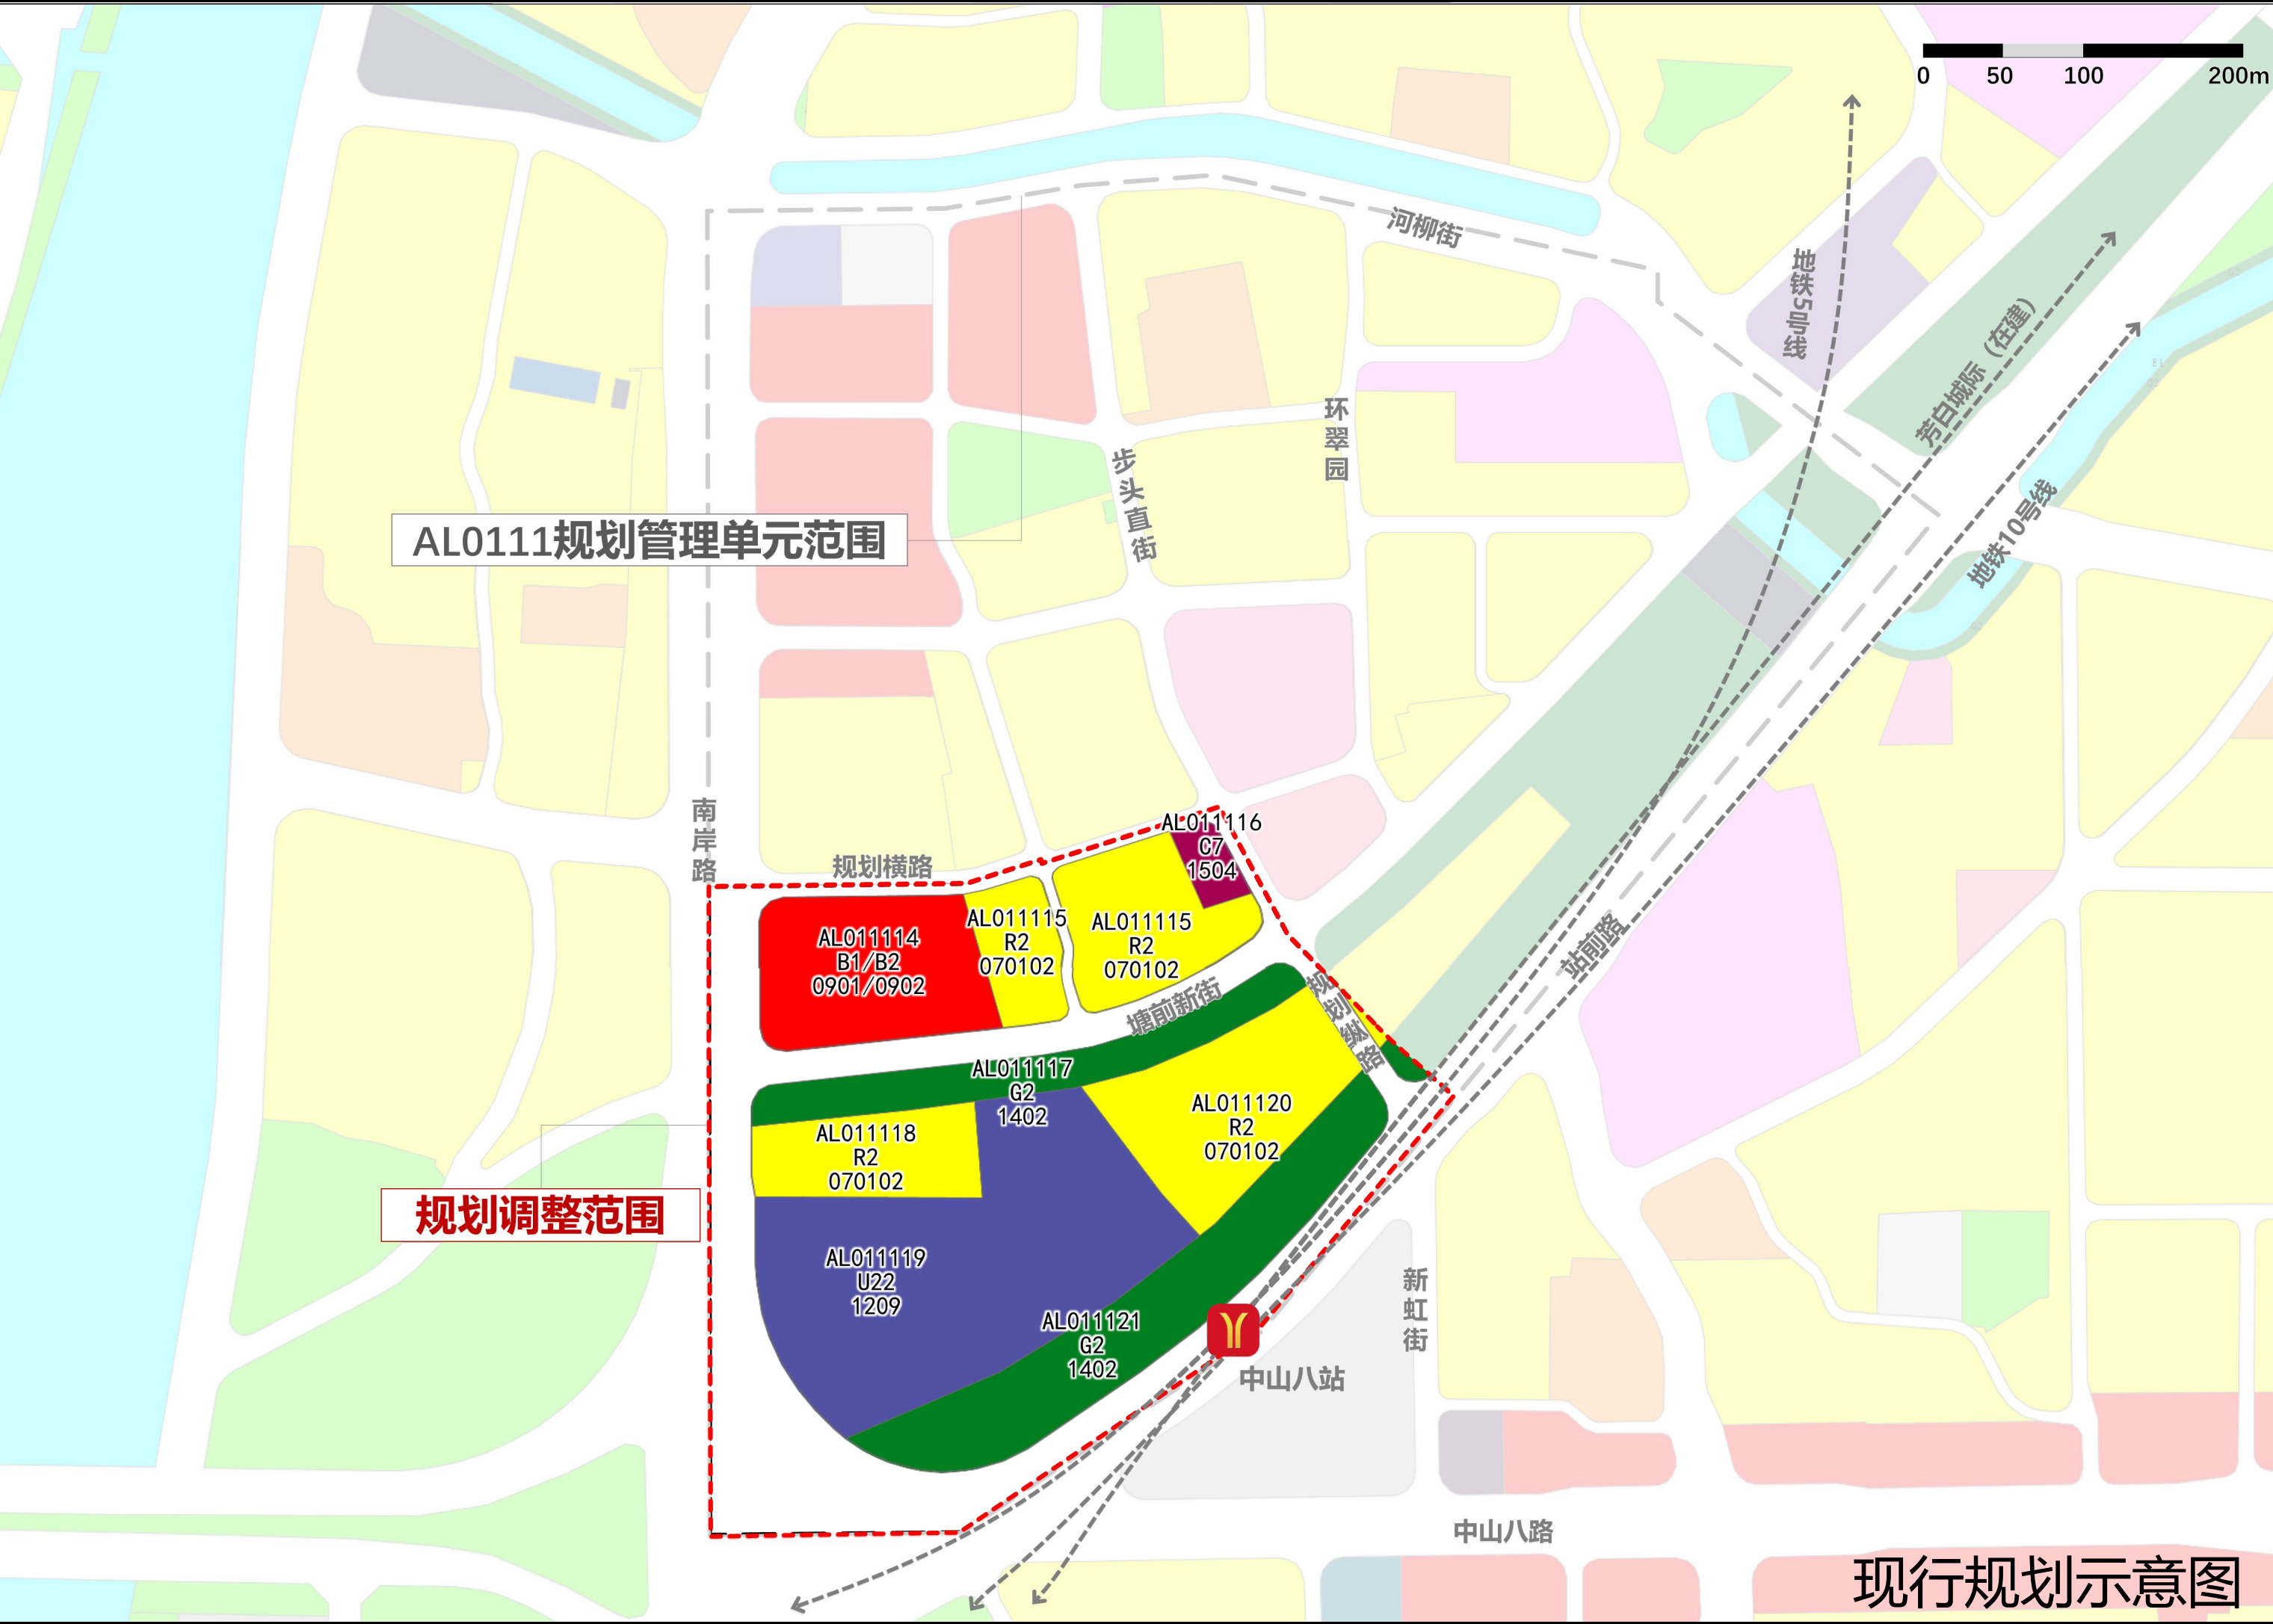 0 50 100 200m
河柳街
地铁5号线
芳白城际（在建）
地铁10号线
环翠园
步头直街
AL0111规划管理单元范围
南岸路
规划横路
AL011116
C7
1504
AL011114
B1/B2
0901/0902
AL011115
R2
070102
AL011115
R2
070102
站前路
规划纵路
塘前新街
AL011117
G2
1402
AL011118
R2
070102
AL011120
R2
070102
规划调整范围
AL011119
U22
1209
AL011121
G2
1402
新虹街
中山八站
中山八路
现行规划示意图